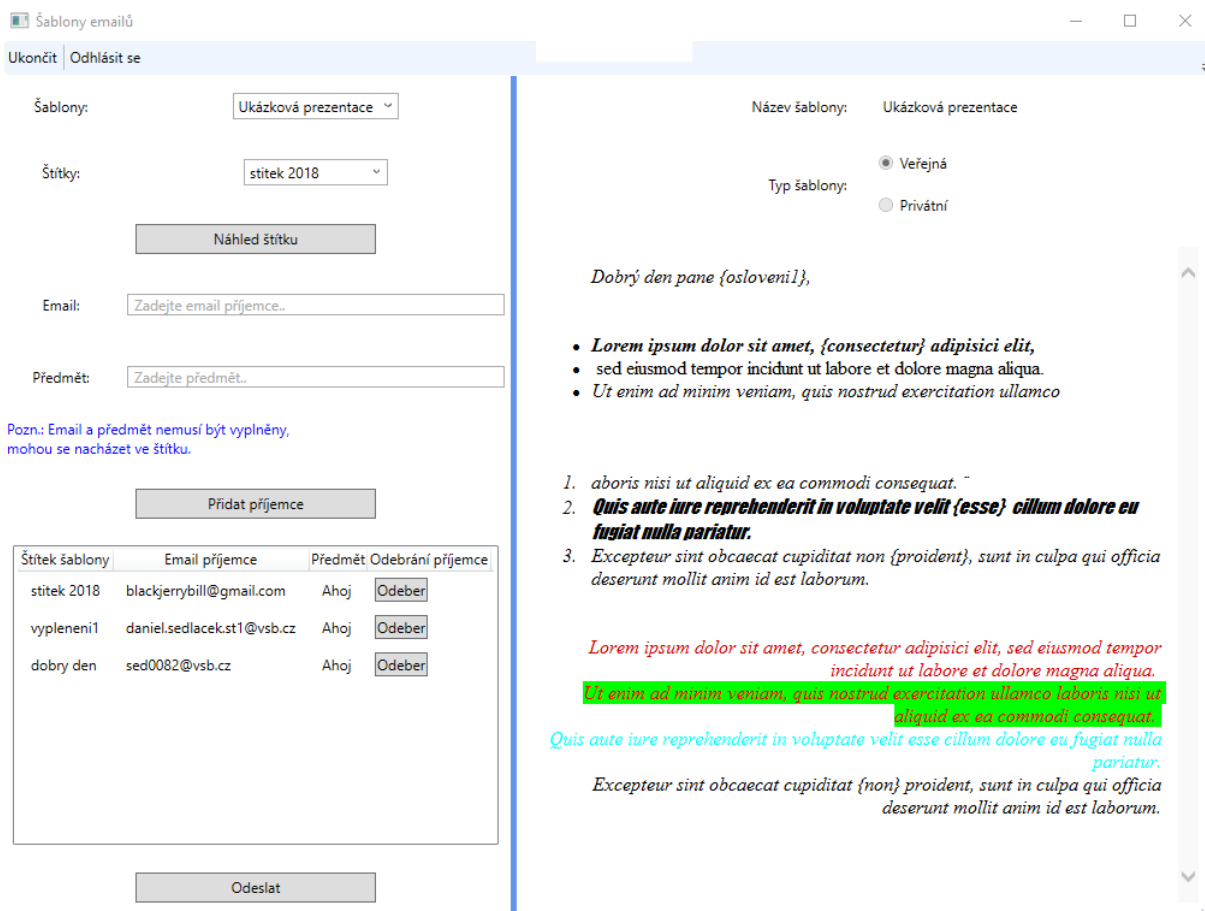 Šablony emailů
Ukončit Odhlásit se
Šablony: Ukázková prezentace
Štítky: stitek 2018
Náhled štítku
Email: Zadejte email příjemce..
Předmět: Zadejte předmět..
Pozn.: Email a předmět nemusí být vyplněny,
mohou se nacházet ve štítku.
Přidat příjemce
Štítek šablony Email příjemce Předmět Odebrání příjemce
stitek 2018 blackjerrybill@gmail.com Ahoj Odeber
vypleneni1 daniel.sedlacek.st1@vsb.cz Ahoj Odeber
dobry den sed0082@vsb.cz Ahoj Odeber
Odeslat
Název šablony: Ukázková prezentace
Typ šablony:
Veřejná
Privátní
Dobrý den pane {osloveni1},
• Lorem ipsum dolor sit amet, {consectetur} adipisici elit,
• sed eiusmod tempor incidunt ut labore et dolore magna aliqua.
• Ut enim ad minim veniam, quis nostrud exercitation ullamco
1. aboris nisi ut aliquid ex ea commodi consequat. ¨
2. Quis aute iure reprehenderit in voluptate velit {esse} cillum dolore eu
fugiat nulla pariatur.
3. Excepteur sint obcaecat cupiditat non {proident}, sunt in culpa qui officia
deserunt mollit anim id est laborum.
Lorem ipsum dolor sit amet, consectetur adipisici elit, sed eiusmod tempor
incidunt ut labore et dolore magna aliqua.
Ut enim ad minim veniam, quis nostrud exercitation ullamco laboris nisi ut
aliquid ex ea commodi consequat.
Quis aute iure reprehenderit in voluptate velit esse cillum dolore eu fugiat nulla
pariatur.
Excepteur sint obcaecat cupiditat {non} proident, sunt in culpa qui officia
deserunt mollit anim id est laborum.